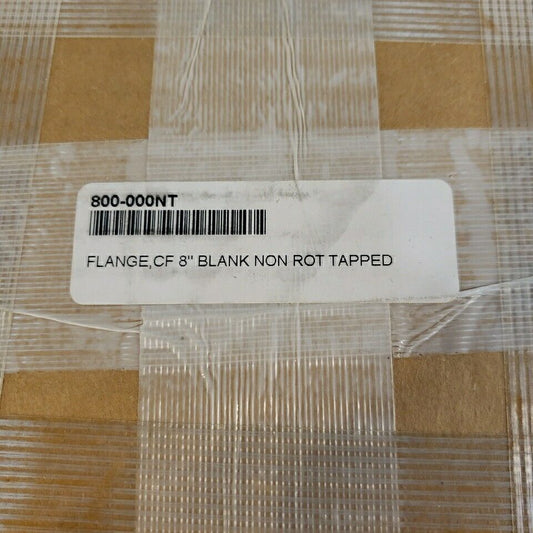 800-000NT
FLANGE,CF 8" BLANK NON ROT TAPPED